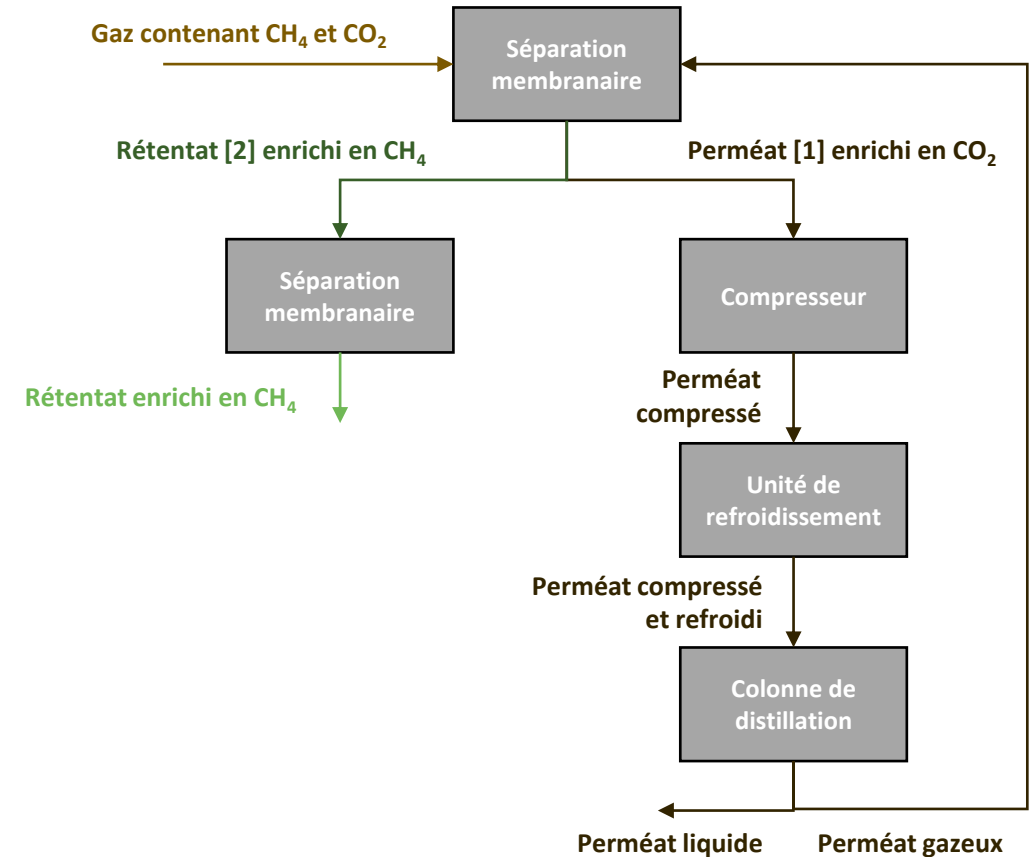 Gaz contenant CH₄ et CO₂
Séparation
membranaire
Rétentat [2] enrichi en CH₄
Perméat [1] enrichi en CO₂
Séparation
membranaire
Compresseur
Rétentat enrichi en CH₄
Perméat
compressé
Unité de
refroidissement
Perméat compressé
et refroidi
Colonne de
distillation
Perméat liquide
Perméat gazeux